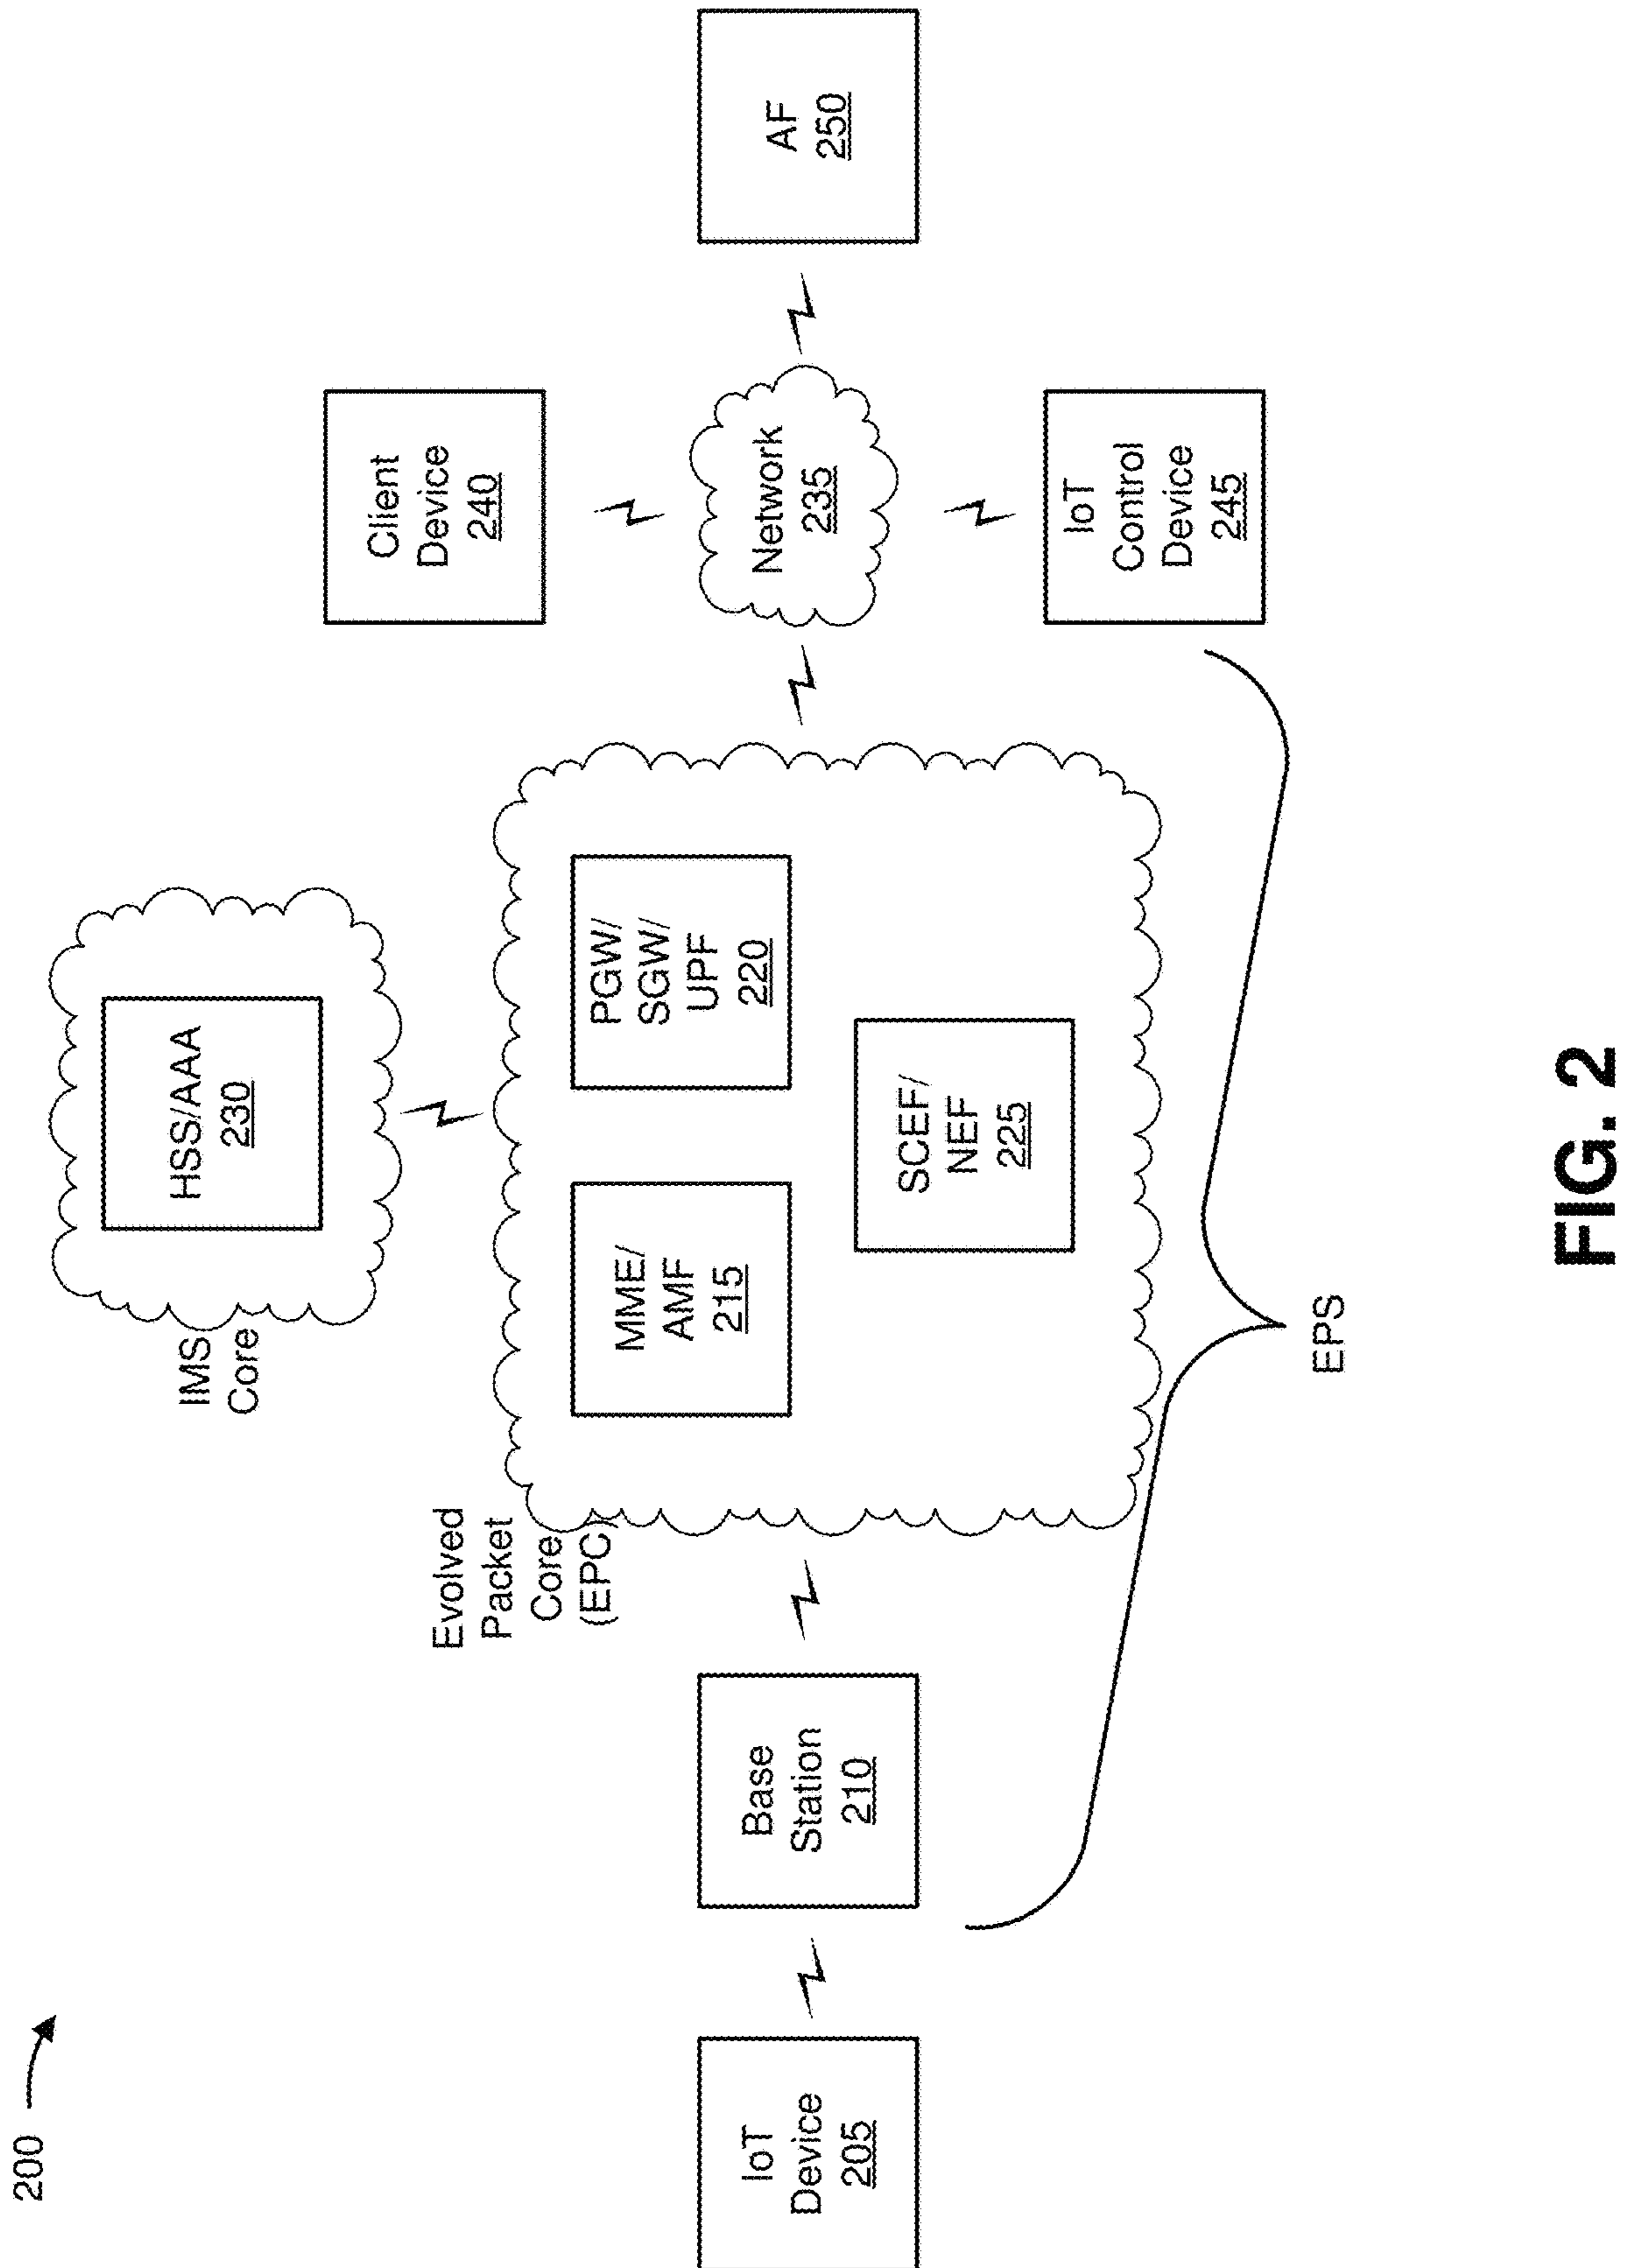 200
IMS
Core
HSS/AAA
230
Evolved
Packet
Core
(EPC)
MME/
AMF
215
PGW/
SGW/
UPF
220
SCEF/
NEF
225
Client
Device
240
IoT
Device
205
Base
Station
210
Network
235
AF
250
IoT
Control
Device
245
EPS
FIG. 2